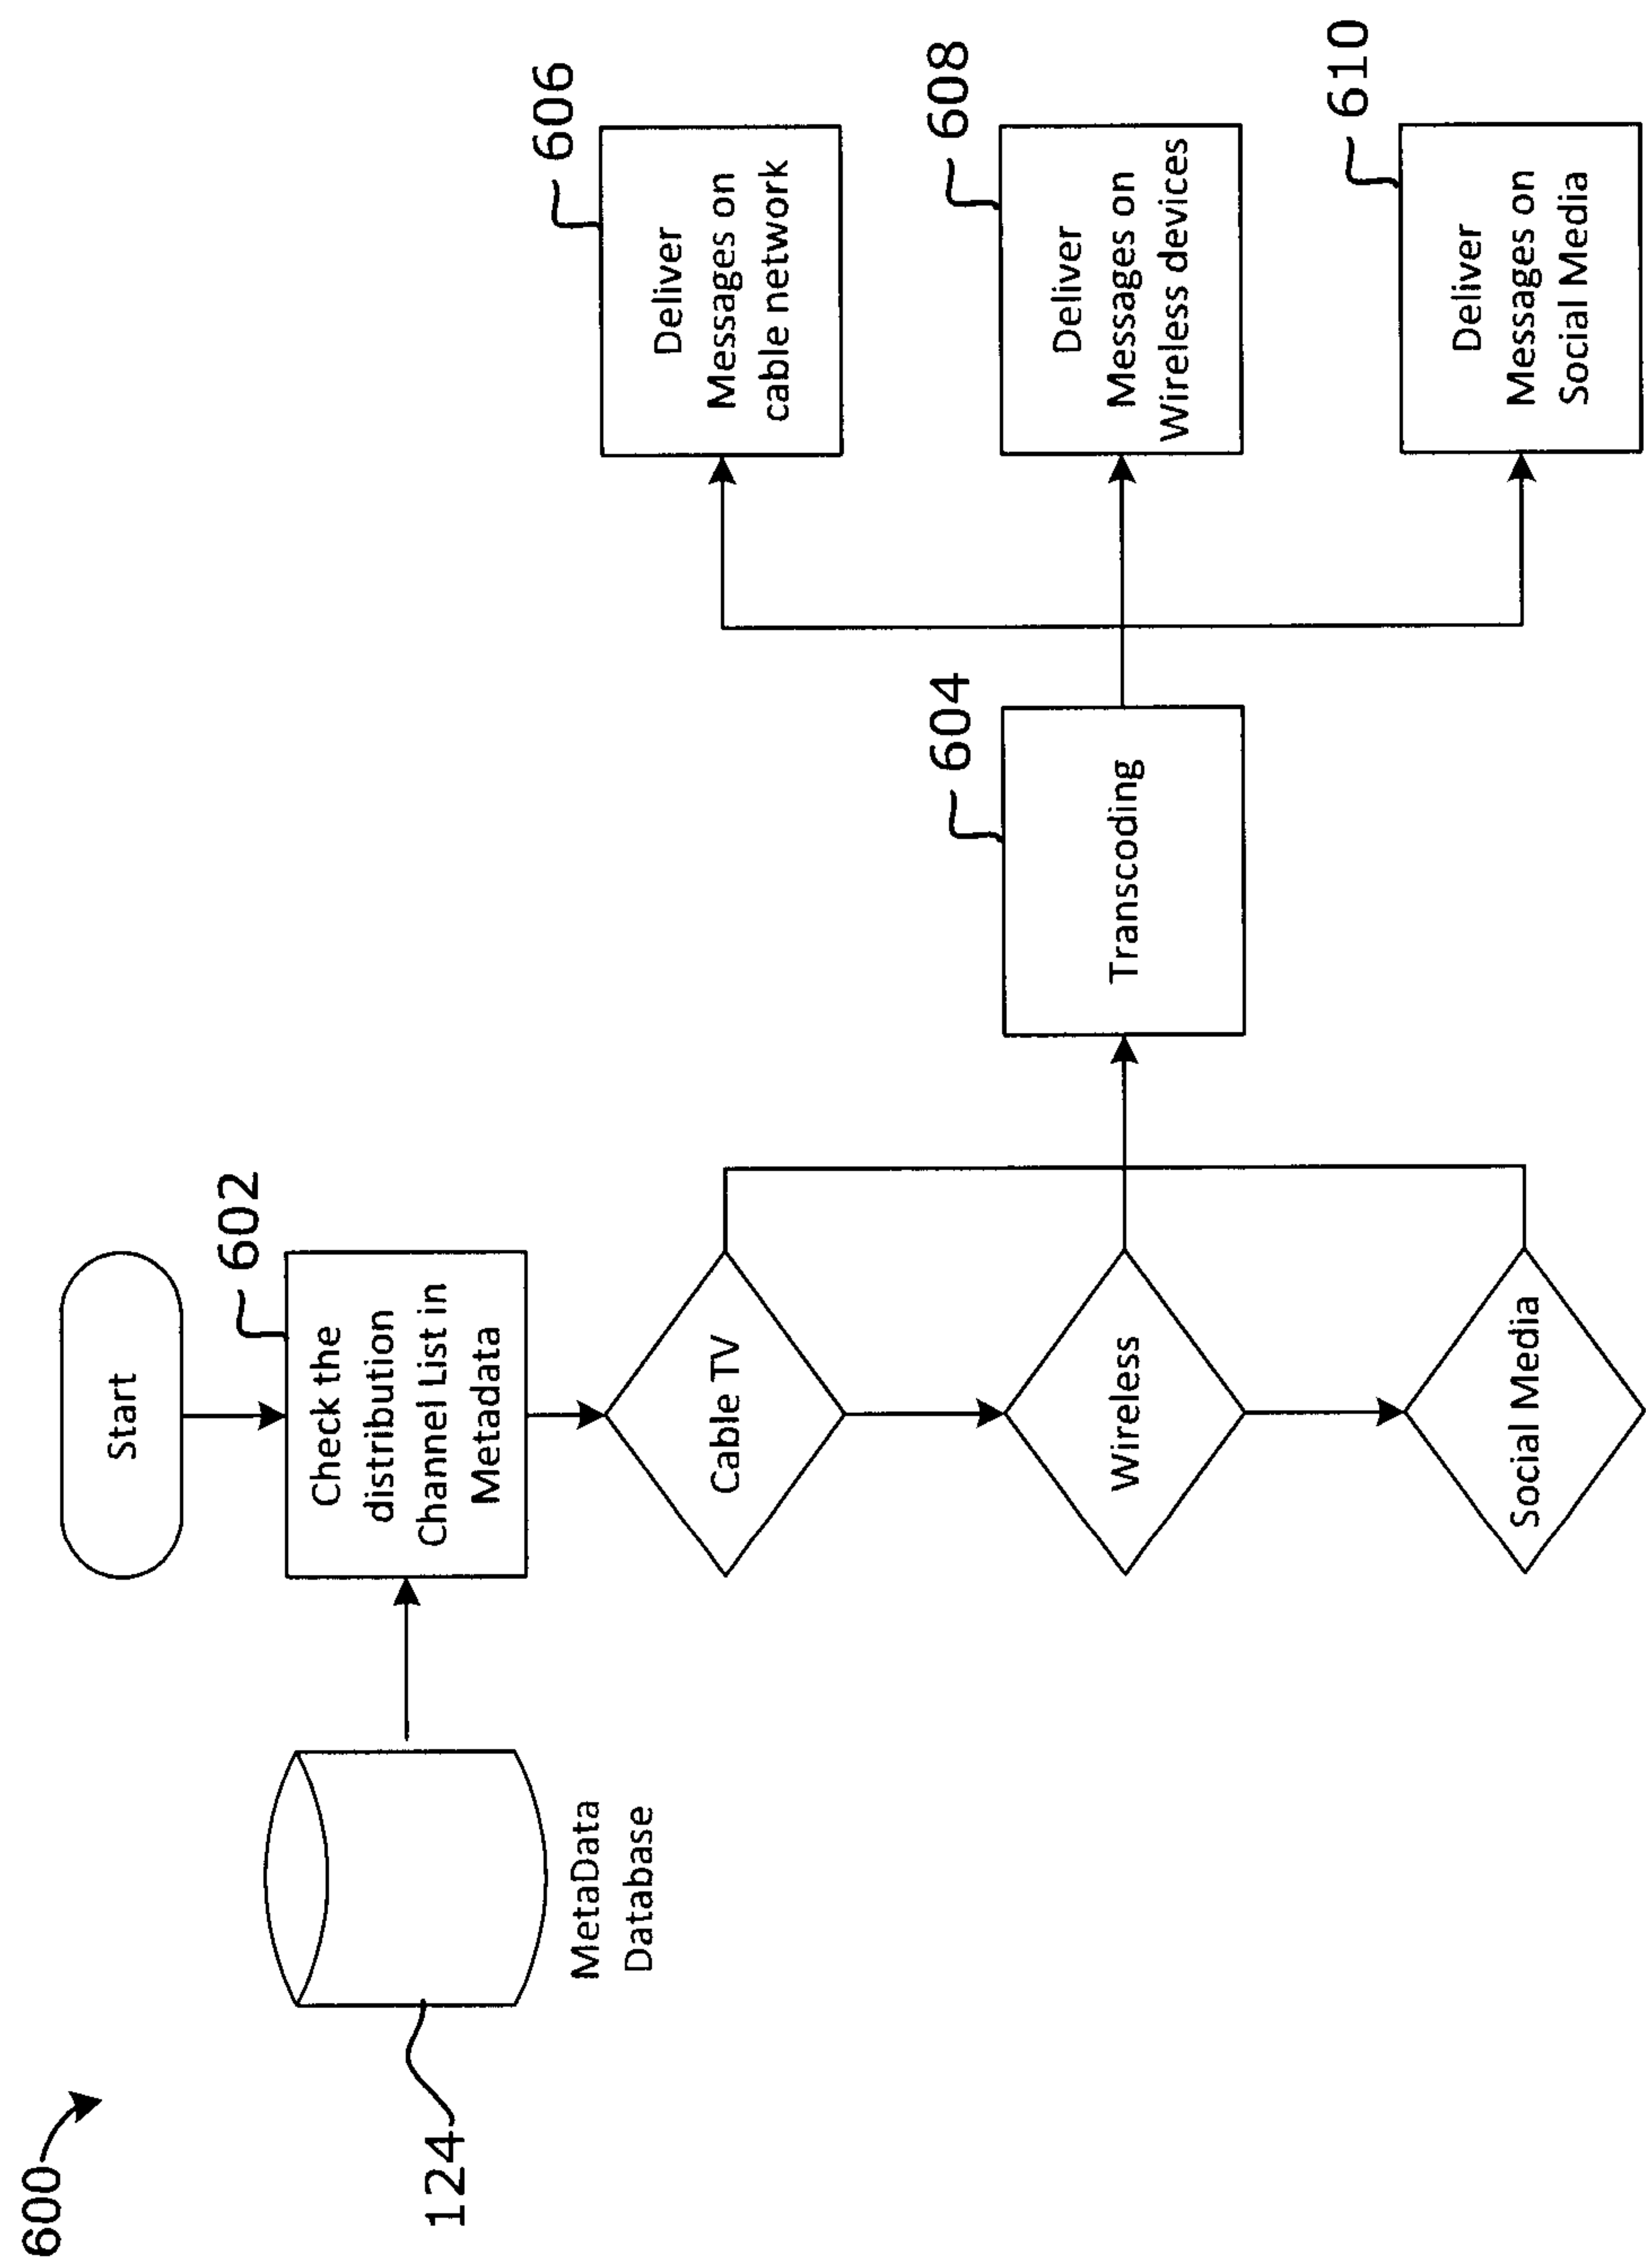 600
Start
602
Check the
distribution
Channel List in
Metadata
124
MetaData
Database
Cable TV
Wireless
Social Media
604
Transcoding
606
Deliver
Messages on
cable network
608
Deliver
Messages on
Wireless devices
610
Deliver
Messages on
Social Media